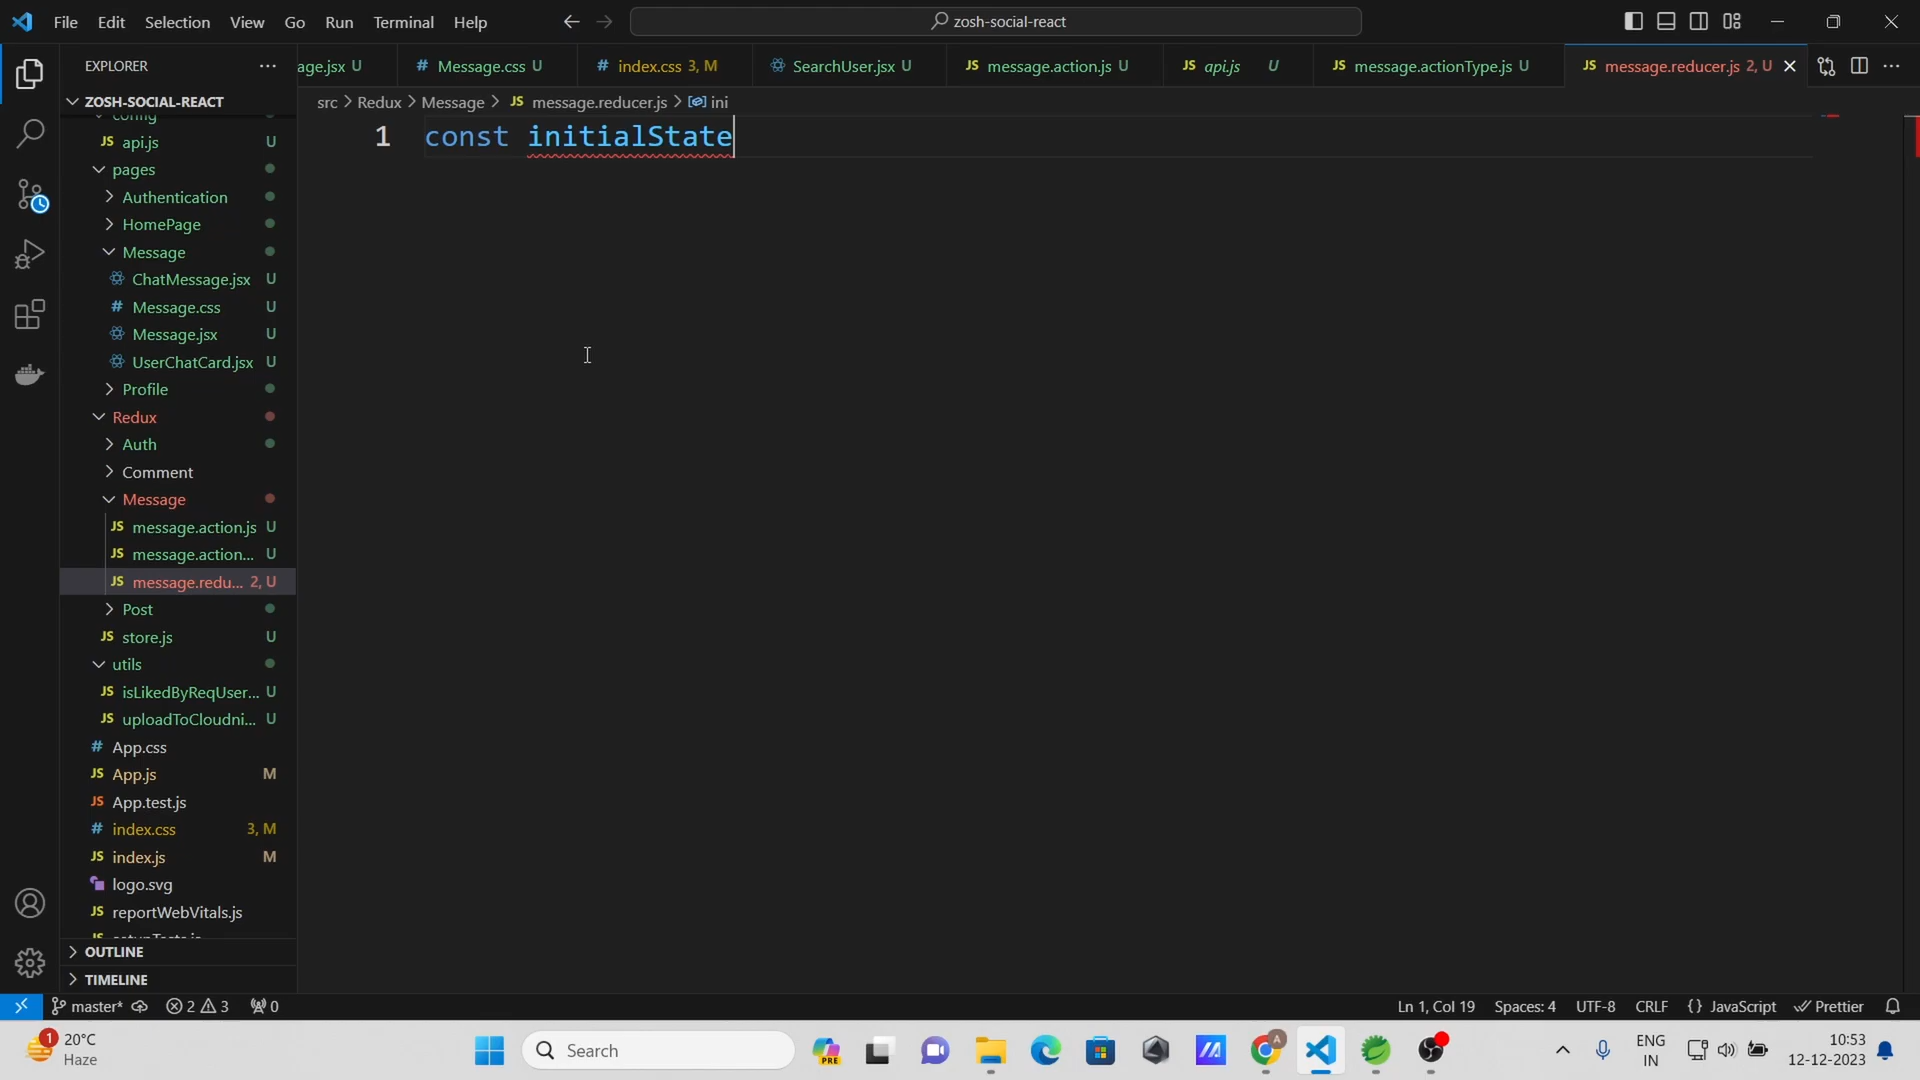 File Edit Selection View Go Run Terminal Help
zosh-social-react
EXPLORER
age.jsx U
# Message.css U
# index.css 3, M
SearchUser.jsx U
JS message.action.js U
JS api.js U
JS message.actionType.js U
JS message.reducer.js 2, U
ZOSH-SOCIAL-REACT
src > Redux > Message > JS message.reducer.js > ini
1 const initialState
config
JS api.js U
pages
Authentication
HomePage
Message
ChatMessage.jsx U
# Message.css U
Message.jsx U
UserChatCard.jsx U
Profile
Redux
Auth
Comment
Message
JS message.action.js U
JS message.action... U
JS message.redu... 2, U
Post
JS store.js U
utils
JS isLikedByReqUser... U
JS uploadToCloudni... U
# App.css
JS App.js M
JS App.test.js
# index.css 3, M
JS index.js M
logo.svg
JS reportWebVitals.js
JS setupTests.js
OUTLINE
TIMELINE
master* 2 3 0
Ln 1, Col 19 Spaces: 4 UTF-8 CRLF {} JavaScript Prettier
1 20°C
Haze
Search
PRE
A
ENG
IN
10:53
12-12-2023